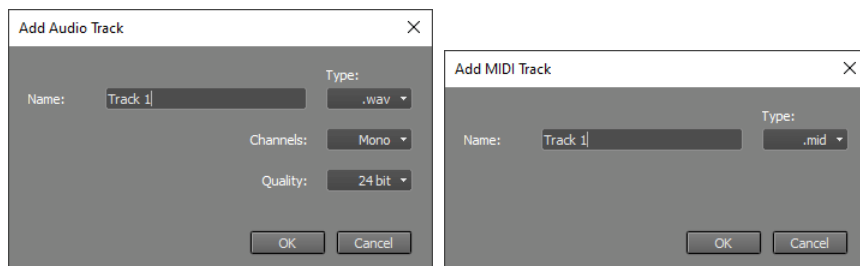 Add Audio Track
Type:
Name: Track 1 .wav
Channels: Mono
Quality: 24 bit
OK Cancel
Add MIDI Track
Type:
Name: Track 1 .mid
OK Cancel